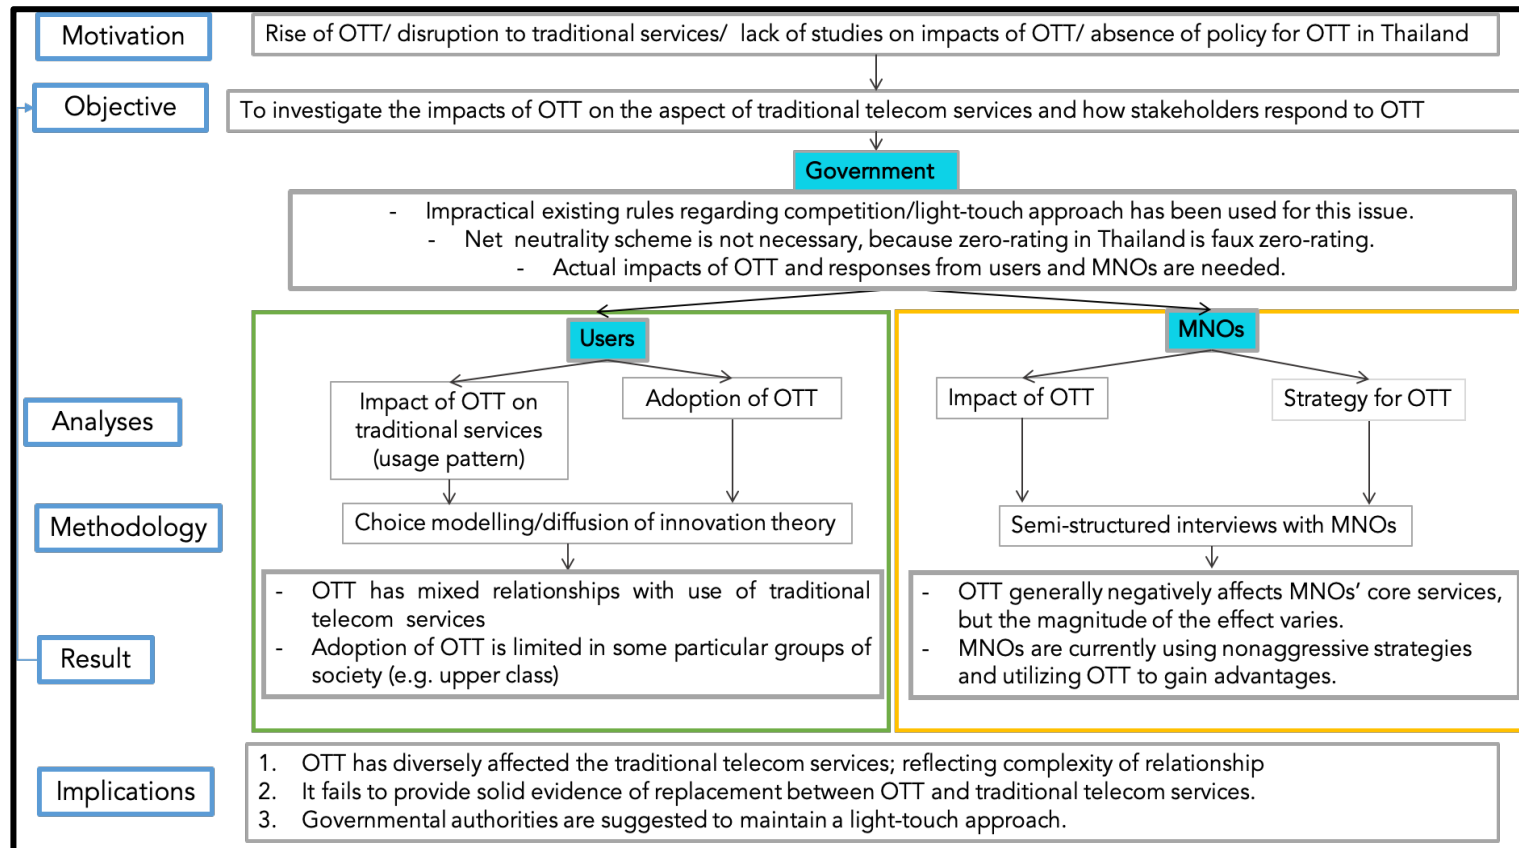 Motivation
Rise of OTT/ disruption to traditional services/ lack of studies on impacts of OTT/ absence of policy for OTT in Thailand
Objective
To investigate the impacts of OTT on the aspect of traditional telecom services and how stakeholders respond to OTT
Government
- Impractical existing rules regarding competition/light-touch approach has been used for this issue.
- Net neutrality scheme is not necessary, because zero-rating in Thailand is faux zero-rating.
- Actual impacts of OTT and responses from users and MNOs are needed.
Users
MNOs
Analyses
Impact of OTT on
traditional services
(usage pattern)
Adoption of OTT
Impact of OTT
Strategy for OTT
Methodology
Choice modelling/diffusion of innovation theory
Semi-structured interviews with MNOs
Result
- OTT has mixed relationships with use of traditional
telecom services
- Adoption of OTT is limited in some particular groups of
society (e.g. upper class)
- OTT generally negatively affects MNOs’ core services,
but the magnitude of the effect varies.
- MNOs are currently using nonaggressive strategies
and utilizing OTT to gain advantages.
Implications
1. OTT has diversely affected the traditional telecom services; reflecting complexity of relationship
2. It fails to provide solid evidence of replacement between OTT and traditional telecom services.
3. Governmental authorities are suggested to maintain a light-touch approach.